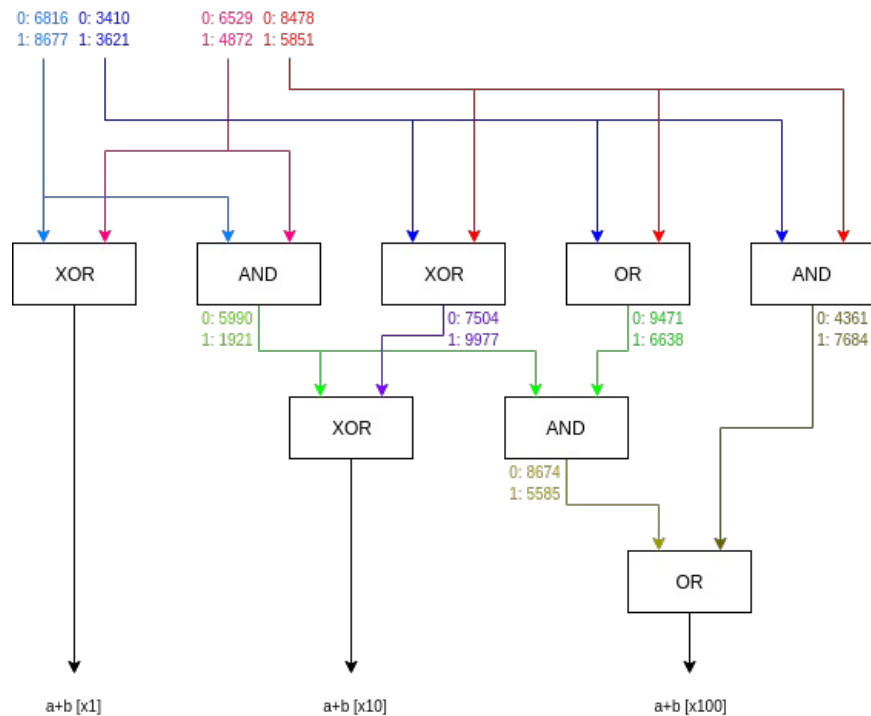 0: 6816 0: 3410 0: 6529 0: 8478
1: 8677 1: 3621 1: 4872 1: 5851
XOR AND XOR OR AND
0: 5990 0: 7504 0: 9471 0: 4361
1: 1921 1: 9977 1: 6638 1: 7684
XOR AND
0: 8674
1: 5585
OR
a+b [x1] a+b [x10] a+b [x100]